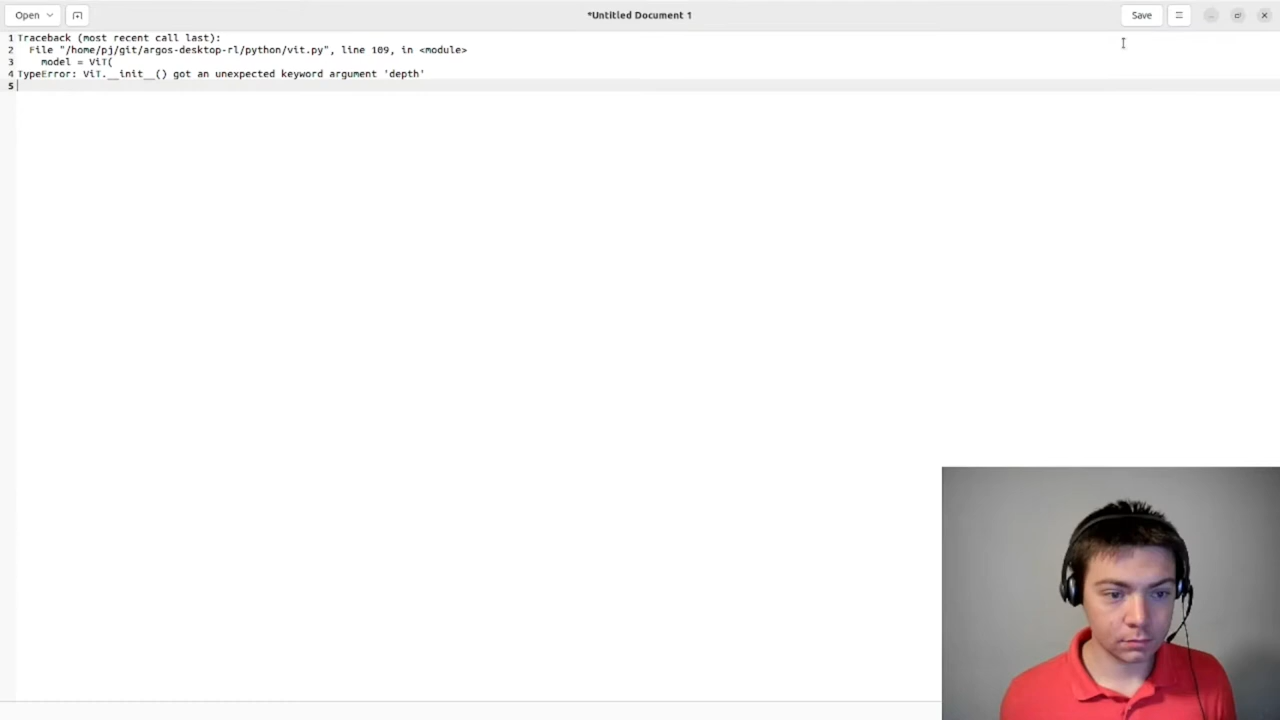 Open
*Untitled Document 1
Save
1 Traceback (most recent call last):
2   File "/home/pj/git/argos-desktop-rl/python/vit.py", line 109, in <module>
3     model = ViT(
4 TypeError: ViT.__init__() got an unexpected keyword argument 'depth'
5